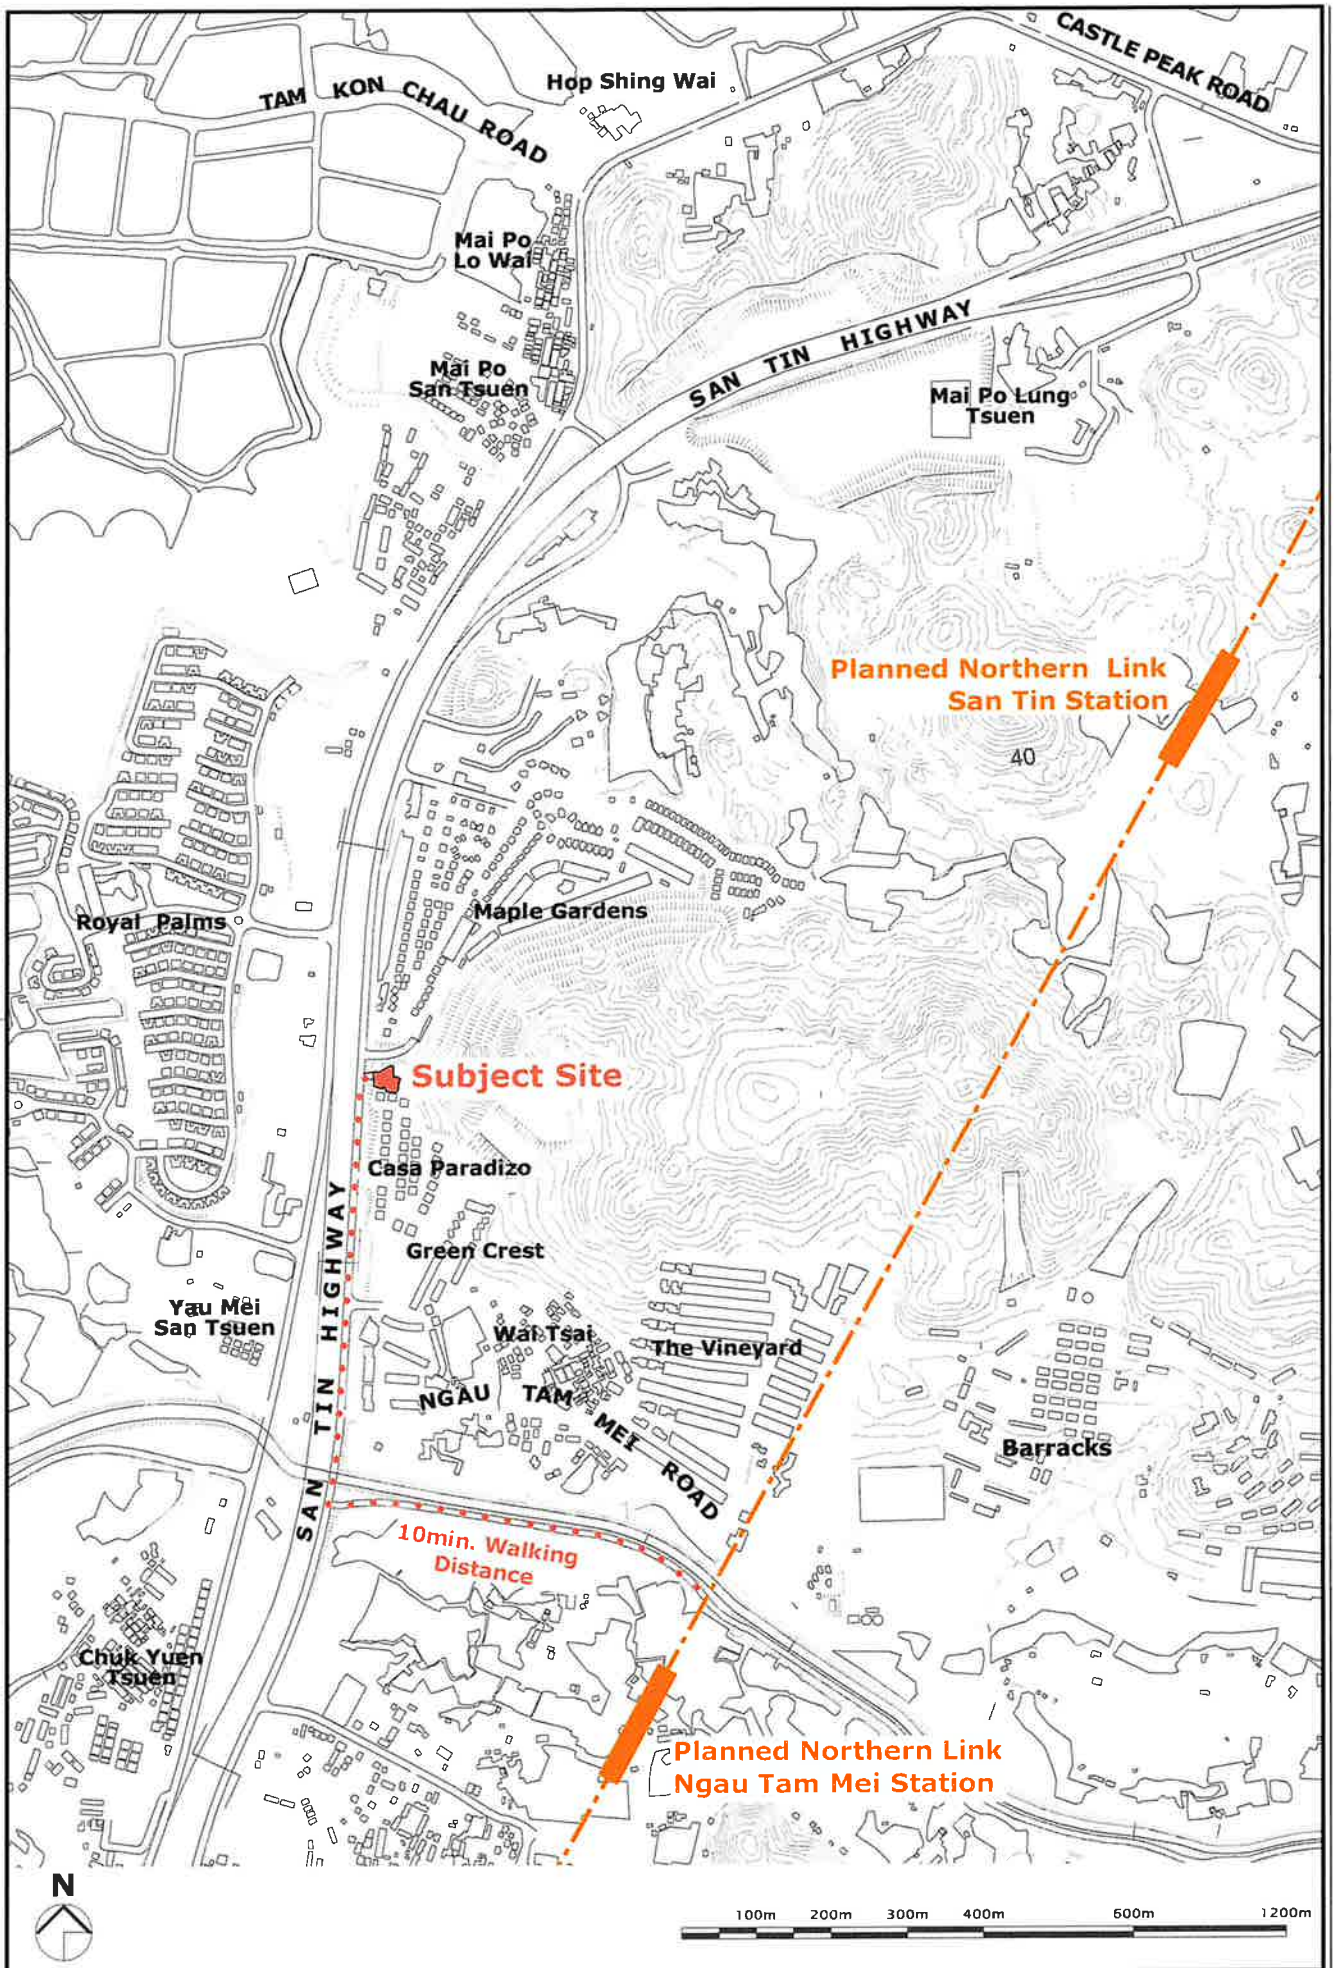 CASTLE PEAK ROAD
Hop Shing Wai
TAM KON CHAU ROAD
Mai Po
Lo Wai
SAN TIN HIGHWAY
Mai Po
San Tsuen
Mai Po Lung
Tsuen
Planned Northern Link
San Tin Station
40
Maple Gardens
Royal Palms
Subject Site
Casa Paradizo
SAN TIN HIGHWAY
Green Crest
Yau Mei
San Tsuen
Wai Tsai
The Vineyard
NGAU TAM MEI ROAD
Barracks
10min. Walking
Distance
Chuk Yuen
Tsuen
Planned Northern Link
Ngau Tam Mei Station
N
100m 200m 300m 400m 600m 1200m